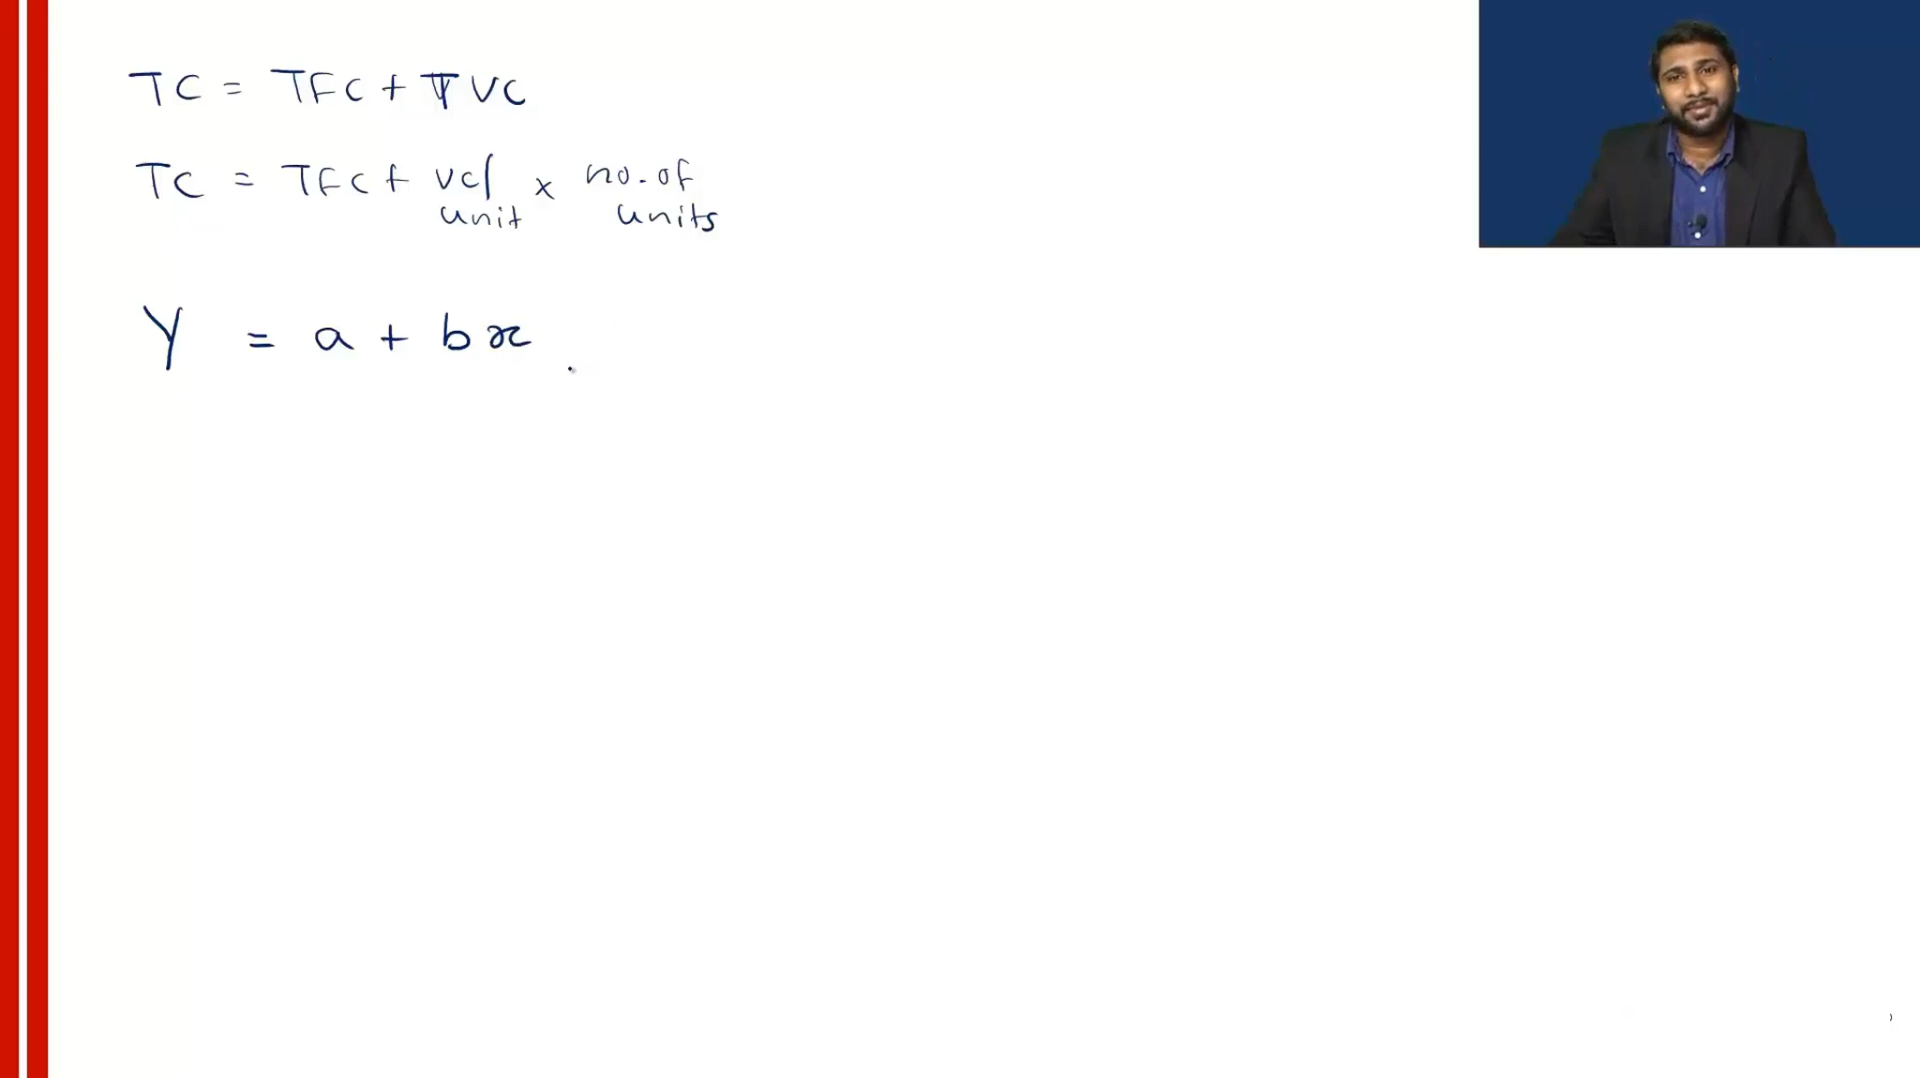 TC = TFC + TVC
TC = TFC + VC/unit x no. of units
Y = a + bx